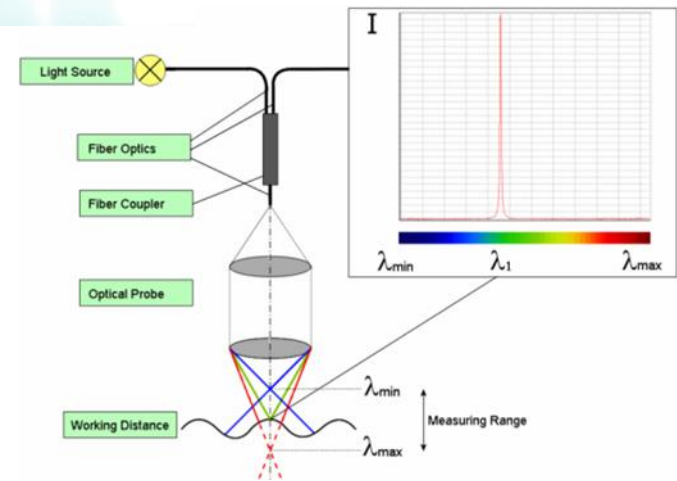 I
Light Source
Fiber Optics
Fiber Coupler
λmin
λ1
λmax
Optical Probe
λmin
Measuring Range
Working Distance
λmax